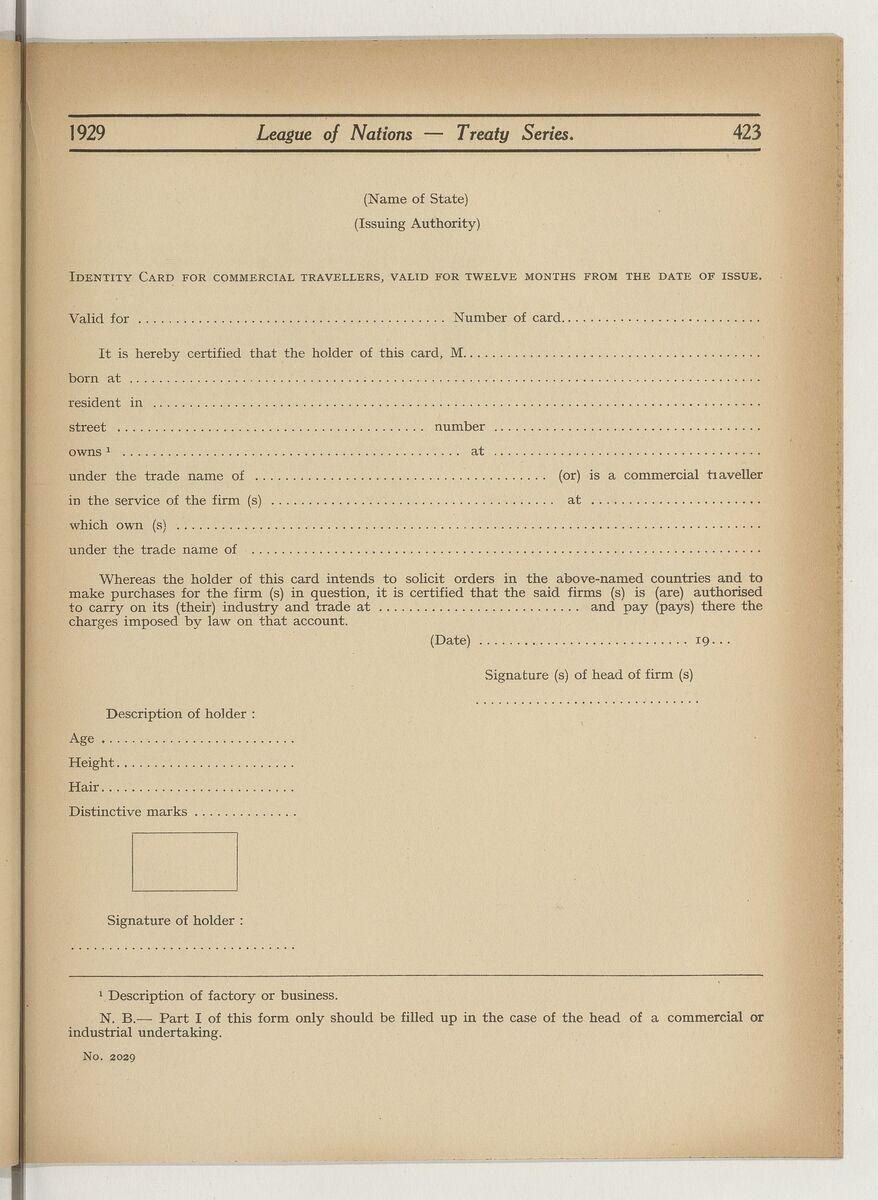 1929 League of Nations — Treaty Series. 423
(Name of State)
(Issuing Authority)
Identity Card for commercial travellers, valid for twelve months from the date of issue.
Valid for ........................................ Number of card..........................
It is hereby certified that the holder of this card, M.......................................
born at ....................................................................................
resident in .................................................................................
street ........................................ number ...................................
owns ¹ ............................................. at ...................................
under the trade name of ...................................... (or) is a commercial traveller
in the service of the firm (s) ..................................... at .......................
which own (s) ..............................................................................
under the trade name of ...................................................................
Whereas the holder of this card intends to solicit orders in the above-named countries and to
make purchases for the firm (s) in question, it is certified that the said firms (s) is (are) authorised
to carry on its (their) industry and trade at ........................... and pay (pays) there the
charges imposed by law on that account.
(Date) ............................ 19...
Signature (s) of head of firm (s)
..............................
Description of holder :
Age ..........................
Height........................
Hair..........................
Distinctive marks ..............
Signature of holder :
..............................
¹ Description of factory or business.
N. B.— Part I of this form only should be filled up in the case of the head of a commercial or
industrial undertaking.
No. 2029